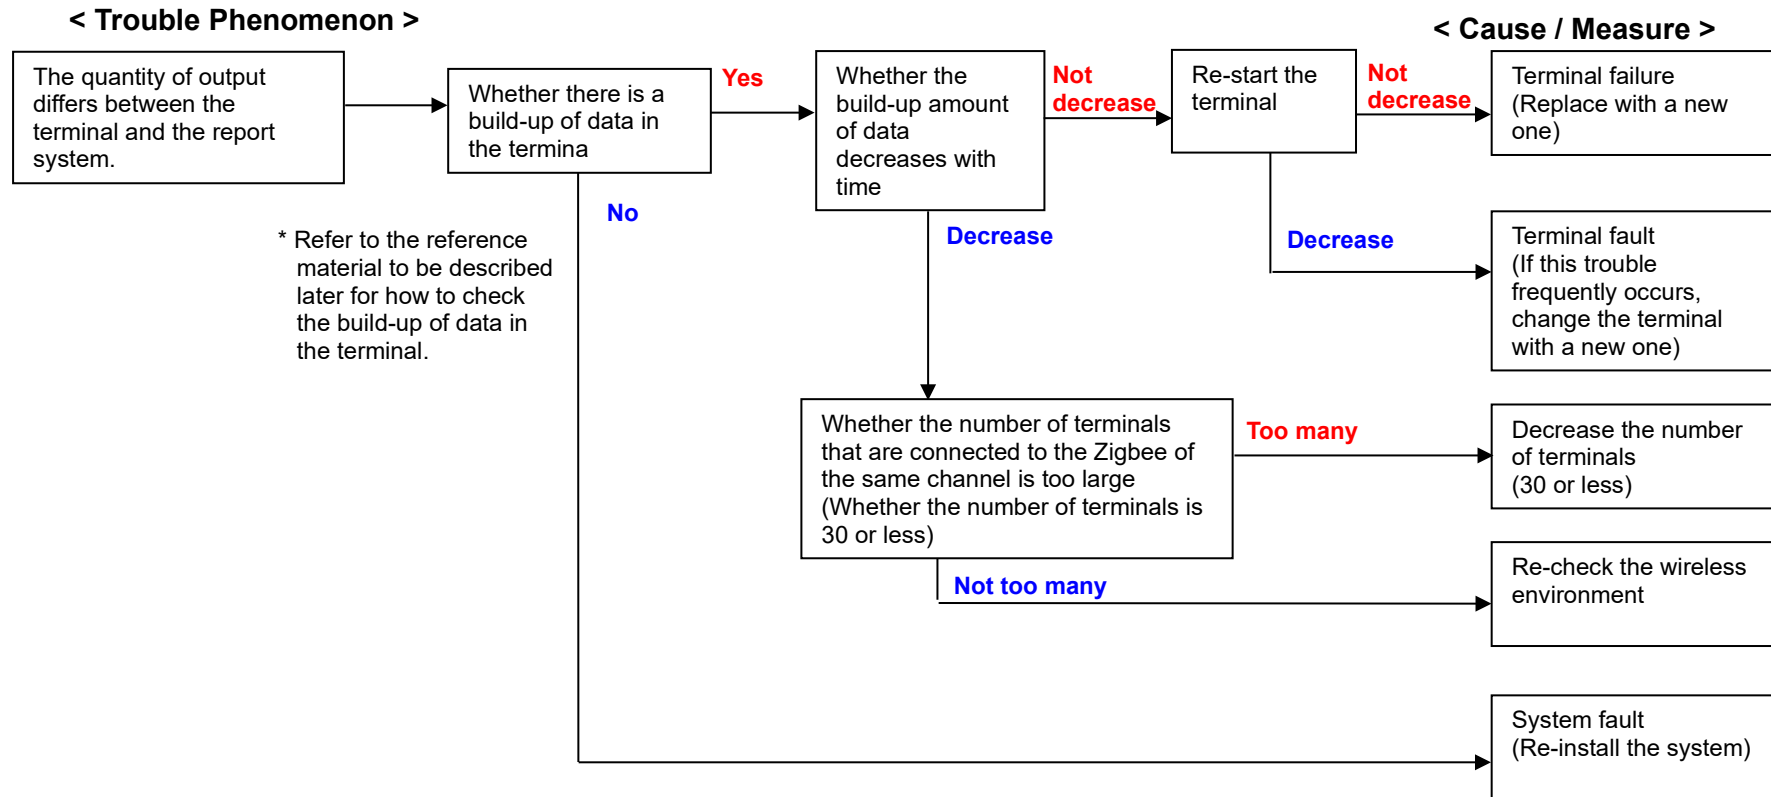 < Trouble Phenomenon >
< Cause / Measure >
The quantity of output
differs between the
terminal and the report
system.
Whether there is a
build-up of data in
the termina
Yes
No
Whether the
build-up amount
of data
decreases with
time
Not
decrease
Decrease
Re-start the
terminal
Not
decrease
Decrease
Terminal failure
(Replace with a new
one)
* Refer to the reference
material to be described
later for how to check
the build-up of data in
the terminal.
Terminal fault
(If this trouble
frequently occurs,
change the terminal
with a new one)
Whether the number of terminals
that are connected to the Zigbee of
the same channel is too large
(Whether the number of terminals is
30 or less)
Too many
Not too many
Decrease the number
of terminals
(30 or less)
Re-check the wireless
environment
System fault
(Re-install the system)